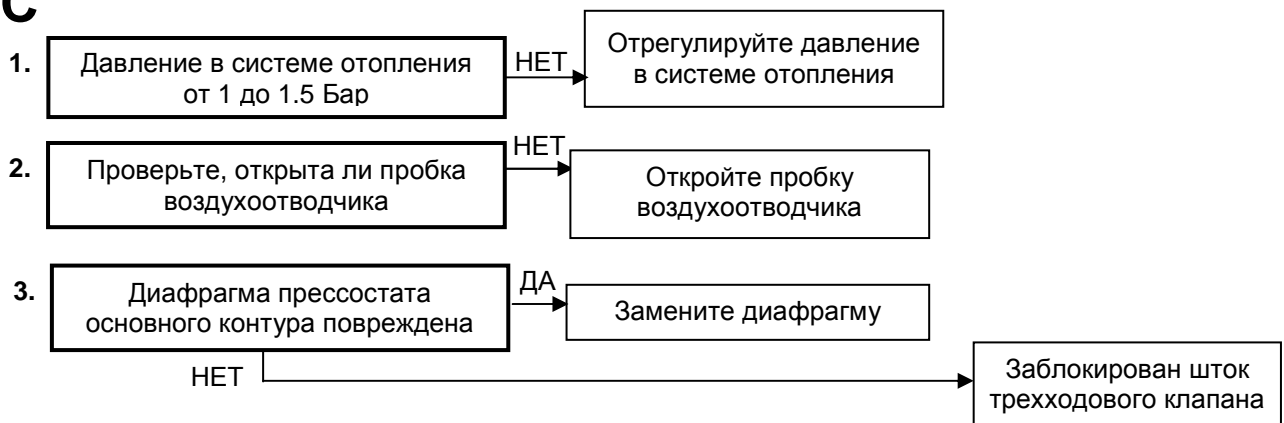 С
1.
Давление в системе отопления
от 1 до 1.5 Бар
НЕТ
Отрегулируйте давление
в системе отопления
2.
Проверьте, открыта ли пробка
воздухоотводчика
НЕТ
Откройте пробку
воздухоотводчика
3.
Диафрагма прессостата
основного контура повреждена
ДА
Замените диафрагму
НЕТ
Заблокирован шток
трехходового клапана